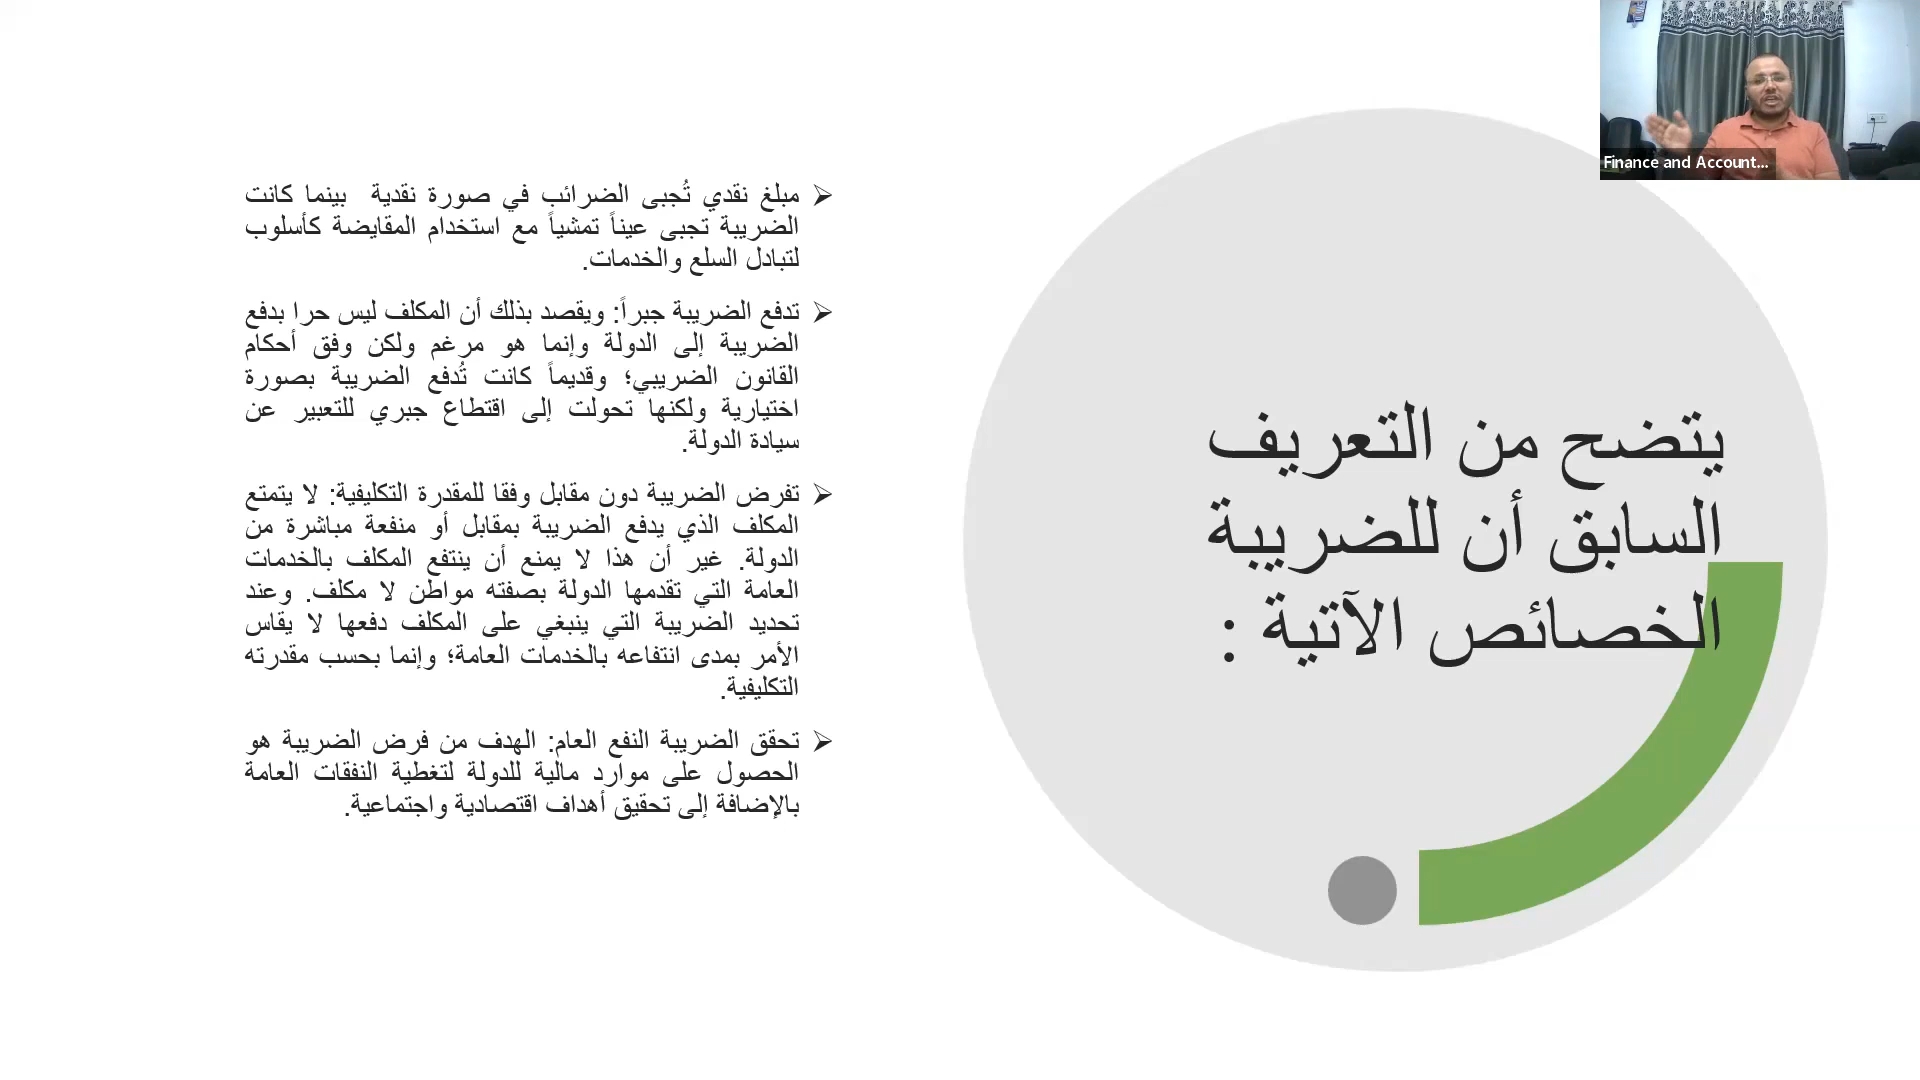 يتضح من التعريف
السابق أن للضريبة
الخصائص الآتية :
مبلغ نقدي تُجبى الضرائب في صورة نقدية بينما كانت
الضريبة تجبى عيناً تمشياً مع استخدام المقايضة كأسلوب
لتبادل السلع والخدمات.
تدفع الضريبة جبراً: ويقصد بذلك أن المكلف ليس حرا بدفع
الضريبة إلى الدولة وإنما هو مرغم ولكن وفق أحكام
القانون الضريبي؛ وقديماً كانت تُدفع الضريبة بصورة
اختيارية ولكنها تحولت إلى اقتطاع جبري للتعبير عن
سيادة الدولة.
تفرض الضريبة دون مقابل وفقا للمقدرة التكليفية: لا يتمتع
المكلف الذي يدفع الضريبة بمقابل أو منفعة مباشرة من
الدولة. غير أن هذا لا يمنع أن ينتفع المكلف بالخدمات
العامة التي تقدمها الدولة بصفته مواطن لا مكلف. وعند
تحديد الضريبة التي ينبغي على المكلف دفعها لا يقاس
الأمر بمدى انتفاعه بالخدمات العامة؛ وإنما بحسب مقدرته
التكليفية.
تحقق الضريبة النفع العام: الهدف من فرض الضريبة هو
الحصول على موارد مالية للدولة لتغطية النفقات العامة
بالإضافة إلى تحقيق أهداف اقتصادية واجتماعية.
Finance and Account...